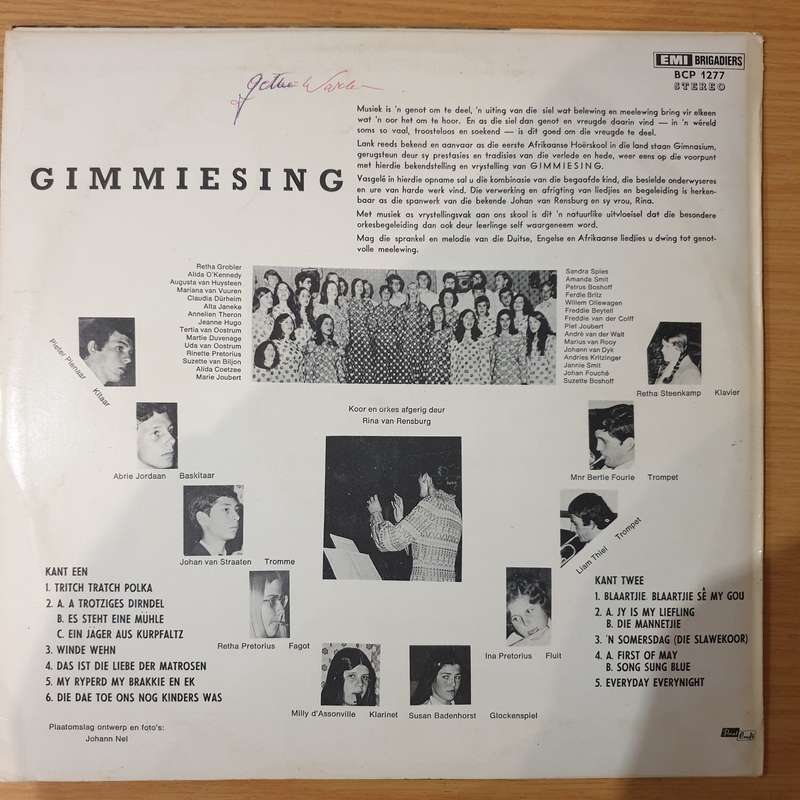 EMI BRIGADIERS
BCP 1277
STEREO
GIMMIESING
Musiek is 'n genot om te deel, 'n uiting van die siel wat belewing en meelewing bring vir elkeen
wat 'n oor het om te hoor. En as die siel dan genot en vreugde daarin vind — in 'n wêreld
soms so vaal, troosteloos en soekend — is dit goed om die vreugde te deel.
Lank reeds bekend en aanvaar as die eerste Afrikaanse Hoërskool in die land staan Gimnasium,
gerugsteun deur sy prestasies en tradisies van die verlede en hede, weer eens op die voorpunt
met hierdie bekendstelling en vrystelling van GIMMIESING.
Vasgelê in hierdie opname sal u die kombinasie van die begaafde kind, die besielde onderwyseres
en ure van harde werk vind. Die verwerking en afrigting van liedjies en begeleiding is herken-
baar as die spanwerk van die bekende Johan van Rensburg en sy vrou, Rina.
Met musiek as vrystellingsvak aan ons skool is dit 'n natuurlike uitvloeisel dat die besondere
orkesbegeleiding dan ook deur leerlinge self waargeneem word.
Mag die sprankel en melodie van die Duitse, Engelse en Afrikaanse liedjies u dwing tot genot-
volle meelewing.
Retha Grobler
Alida O'Kennedy
Augusta van Huysteen
Mariana van Vuuren
Claudia Dürheim
Alta Janeke
Annelien Theron
Jeanne Hugo
Tertia van Oostrum
Martie Duvenage
Uda van Oostrum
Rinette Pretorius
Suzette van Biljon
Alida Coetzee
Marie Joubert
Sandra Spies
Amanda Smit
Petrus Boshoff
Ferdie Britz
Willem Ollewagen
Freddie Beytell
Freddie van der Colff
Piet Joubert
André van der Walt
Marius van Rooy
Johann van Dyk
Andries Kritzinger
Jannie Smit
Johan Fouché
Suzette Boshoff
Pieter Pienaar Kitaar
Retha Steenkamp Klavier
Koor en orkes afgerig deur
Rina van Rensburg
Abrie Jordaan Baskitaar
Mnr Bertie Fourie Trompet
Johan van Straaten Tromme
Liam Thiel Trompet
KANT EEN
1. TRITCH TRATCH POLKA
2. A. A TROTZIGES DIRNDEL
B. ES STEHT EINE MUHLE
C. EIN JAGER AUS KURPFALTZ
3. WINDE WEHN
4. DAS IST DIE LIEBE DER MATROSEN
5. MY RYPERD MY BRAKKIE EN EK
6. DIE DAE TOE ONS NOG KINDERS WAS
KANT TWEE
1. BLAARTJIE BLAARTJIE SÊ MY GOU
2. A. JY IS MY LIEFLING
B. DIE MANNETJIE
3. 'N SOMERSDAG (DIE SLAWEKOOR)
4. A. FIRST OF MAY
B. SONG SUNG BLUE
5. EVERYDAY EVERYNIGHT
Retha Pretorius Fagot
Ina Pretorius Fluit
Milly d'Assonville Klarinet
Susan Badenhorst Glockenspiel
Plaatomslag ontwerp en foto's:
Johann Nel